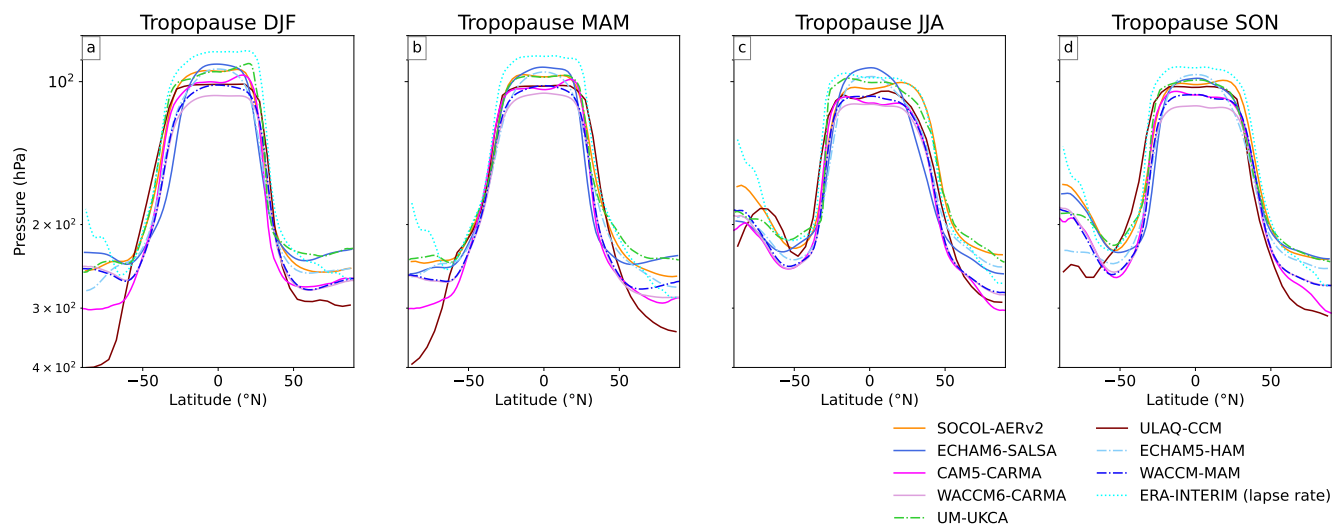 Tropopause DJF
Tropopause MAM
Tropopause JJA
Tropopause SON
a
b
c
d
Pressure (hPa)
10²
2 × 10²
3 × 10²
4 × 10²
−50 0 50
−50 0 50
−50 0 50
−50 0 50
Latitude (°N)
Latitude (°N)
Latitude (°N)
Latitude (°N)
SOCOL-AERv2
ECHAM6-SALSA
CAM5-CARMA
WACCM6-CARMA
UM-UKCA
ULAQ-CCM
ECHAM5-HAM
WACCM-MAM
ERA-INTERIM (lapse rate)